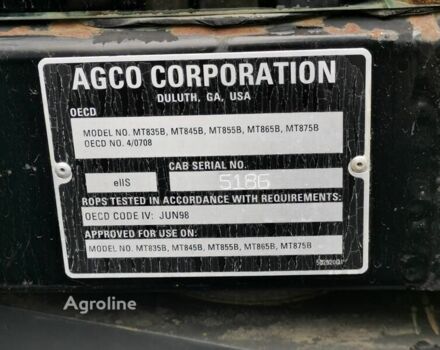 AGCO CORPORATION
DULUTH, GA, USA
OECD
MODEL NO. MT835B, MT845B, MT855B, MT865B, MT875B
OECD NO. 4/0708
CAB SERIAL NO.
ellS
5186
ROPS TESTED IN ACCORDANCE WITH REQUIREMENTS:
OECD CODE IV: JUN98
APPROVED FOR USE ON:
MODEL NO. MT835B, MT845B, MT855B, MT865B, MT875B
Agroline